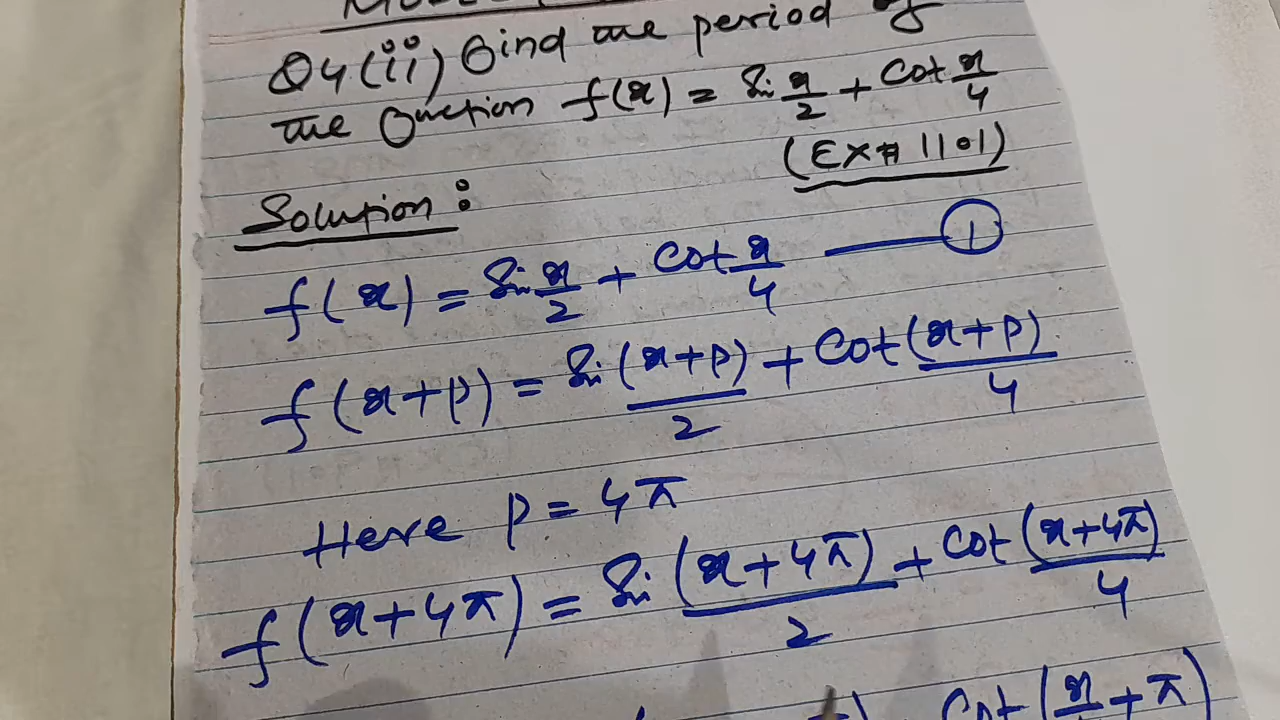 Q4(ii) Find the period of
the function f(x) = Sin x/2 + Cot x/4
(EX# 11.1)
Solution:
f(x) = Sin x/2 + Cot x/4 ——— ①
f(x+p) = Sin (x+p)/2 + Cot (x+p)/4
Here p = 4π
f(x+4π) = Sin (x+4π)/2 + Cot (x+4π)/4
Cot (x/4 + π)